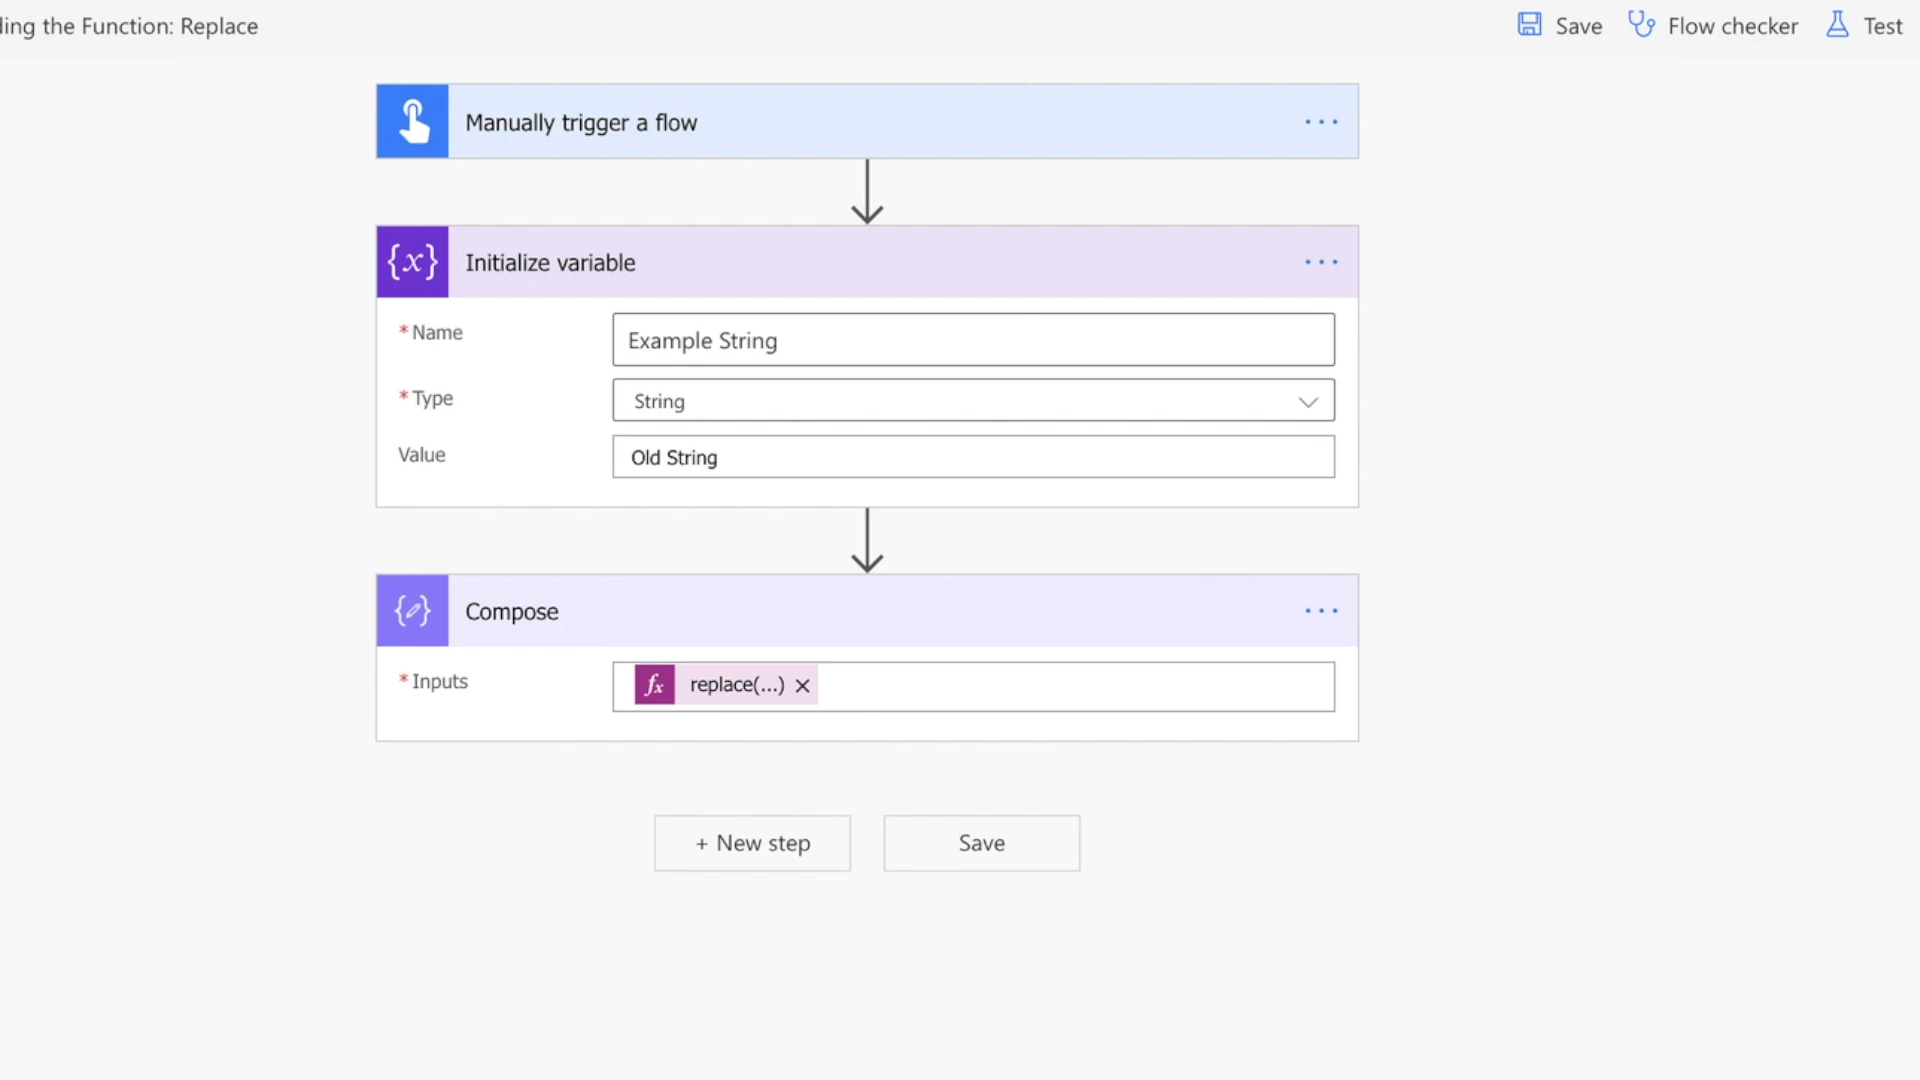 ding the Function: Replace
Save
Flow checker
Test
Manually trigger a flow
Initialize variable
* Name
Example String
* Type
String
Value
Old String
Compose
* Inputs
replace(...)
+ New step
Save